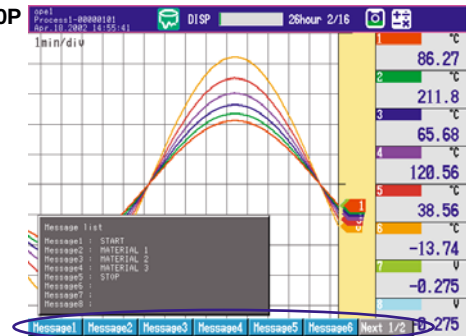 OP
opel
Process1-00000101
Apr.18.2002 14:55:41
DISP
26hour 2/16
1min/div
1 °C
86.27
2 °C
211.8
3 °C
65.68
4 °C
120.56
5 °C
38.56
6 °C
-13.74
7 V
-0.275
V
0.275
1
Message list
Message1 : START
Message2 : MATERIAL 1
Message3 : MATERIAL 2
Message4 : MATERIAL 3
Message5 : STOP
Message6 :
Message7 :
Message8 :
Message1 Message2 Message3 Message4 Message5 Message6 Next 1/2